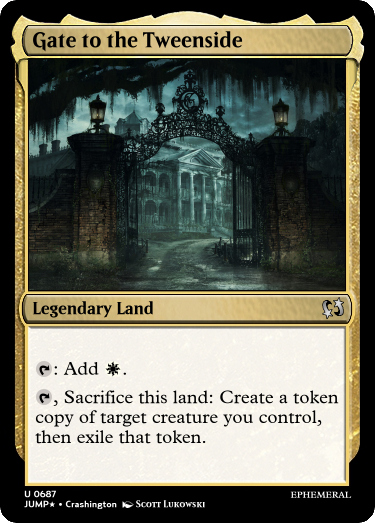 Gate to the Tweenside
Legendary Land
: Add .
, Sacrifice this land: Create a token
copy of target creature you control,
then exile that token.
U 0687
EPHEMERAL
JUMP★ • Crashington Scott Lukowski